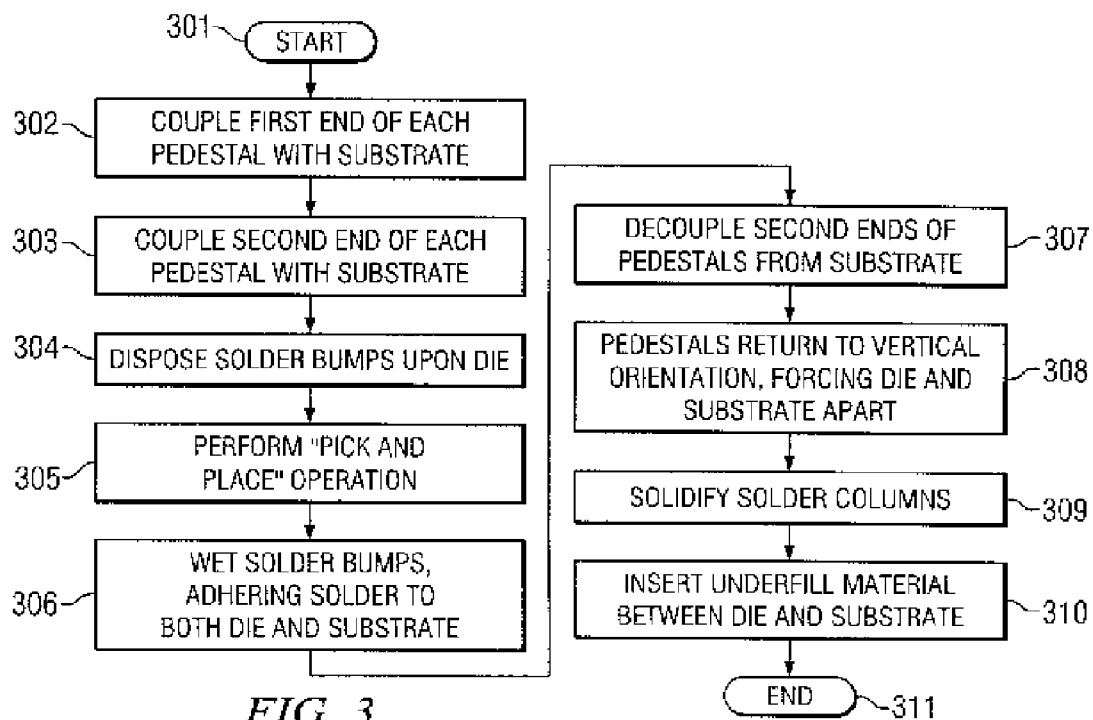 301
START
302
COUPLE FIRST END OF EACH
PEDESTAL WITH SUBSTRATE
303
COUPLE SECOND END OF EACH
PEDESTAL WITH SUBSTRATE
304
DISPOSE SOLDER BUMPS UPON DIE
305
PERFORM "PICK AND
PLACE" OPERATION
306
WET SOLDER BUMPS,
ADHERING SOLDER TO
BOTH DIE AND SUBSTRATE
DECOUPLE SECOND ENDS OF
PEDESTALS FROM SUBSTRATE
307
PEDESTALS RETURN TO VERTICAL
ORIENTATION, FORCING DIE AND
SUBSTRATE APART
308
SOLIDIFY SOLDER COLUMNS
309
INSERT UNDERFILL MATERIAL
BETWEEN DIE AND SUBSTRATE
310
END
311
FIG. 3